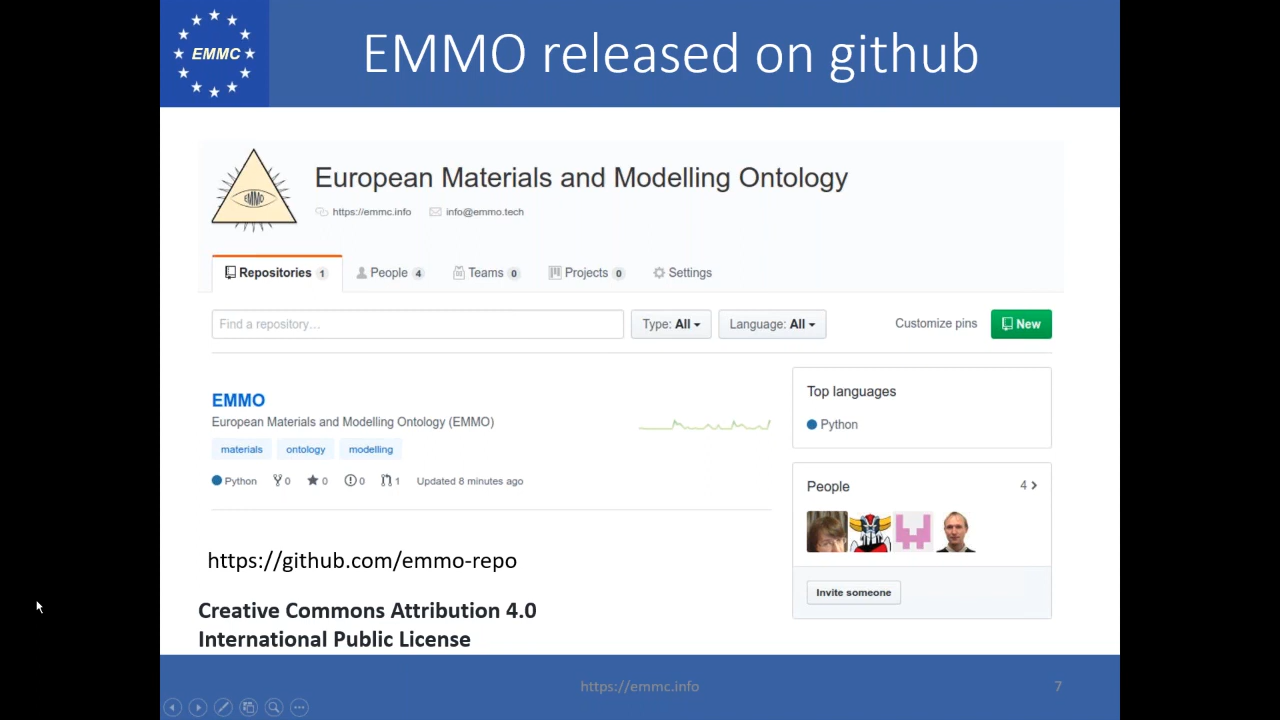 EMMC
EMMO released on github
EMMO
European Materials and Modelling Ontology
https://emmc.info info@emmo.tech
Repositories 1 People 4 Teams 0 Projects 0 Settings
Find a repository… Type: All Language: All Customize pins New
EMMO
European Materials and Modelling Ontology (EMMO)
materials ontology modelling
Python 0 0 0 1 Updated 8 minutes ago
Top languages
Python
People 4
Invite someone
https://github.com/emmo-repo
Creative Commons Attribution 4.0
International Public License
https://emmc.info 7